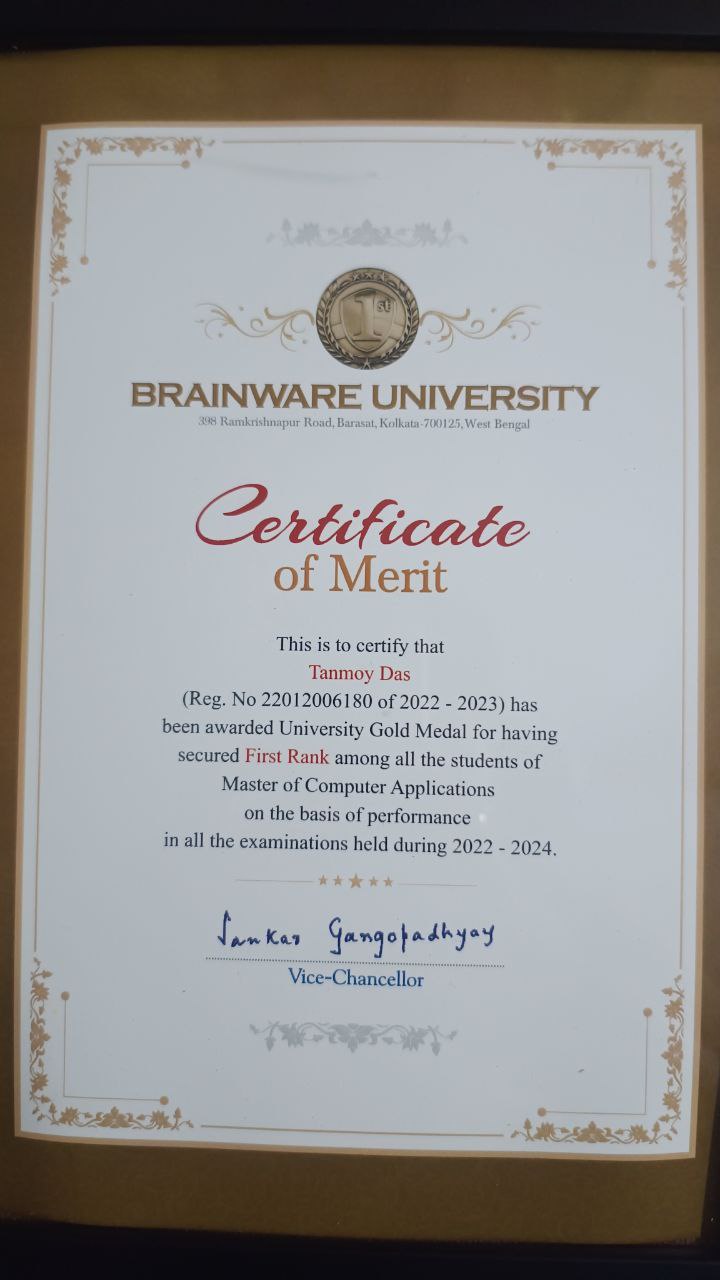 1st
BRAINWARE UNIVERSITY
398 Ramkrishnapur Road, Barasat, Kolkata-700125, West Bengal
Certificate
of Merit
This is to certify that
Tanmoy Das
(Reg. No 22012006180 of 2022 - 2023) has
been awarded University Gold Medal for having
secured First Rank among all the students of
Master of Computer Applications
on the basis of performance
in all the examinations held during 2022 - 2024.
Sankar Gangopadhyay
Vice-Chancellor